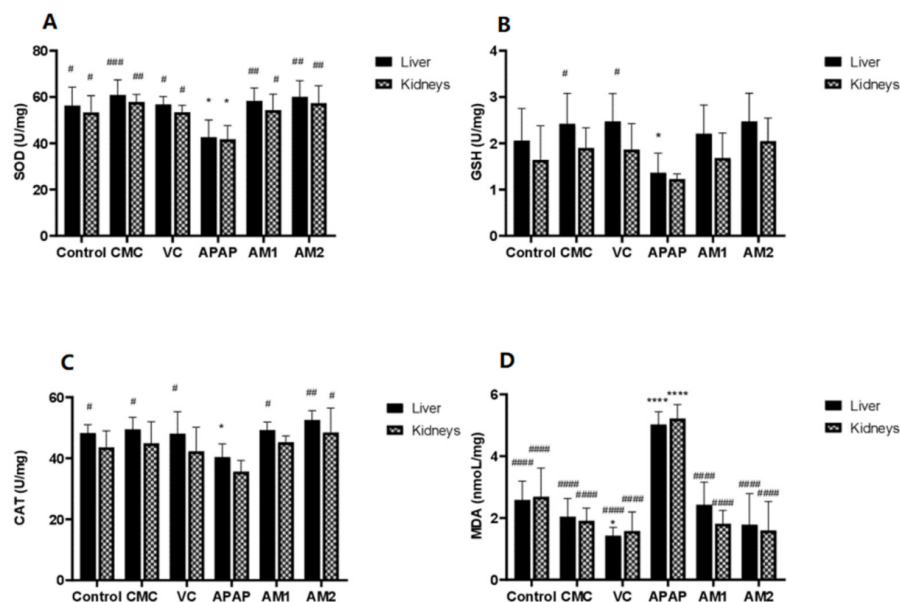 A
SOD (U/mg)
80
60
40
20
0
# # ### ## # # * * ## # ## ##
Control CMC VC APAP AM1 AM2
Liver
Kidneys
B
GSH (U/mg)
4
3
2
1
0
# # *
Control CMC VC APAP AM1 AM2
Liver
Kidneys
C
CAT (U/mg)
60
40
20
0
# # # * # ## #
Control CMC VC APAP AM1 AM2
Liver
Kidneys
D
MDA (nmoL/mg)
6
4
2
0
#### #### #### #### #### * #### **** **** #### #### #### ####
Control CMC VC APAP AM1 AM2
Liver
Kidneys